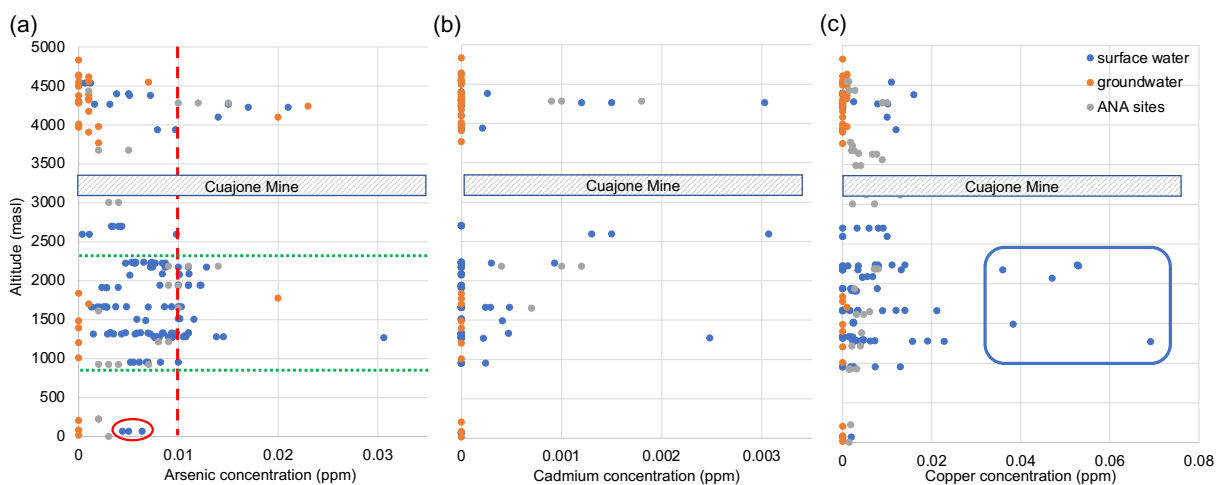 (a)
(b)
(c)
5000
4500
4000
3500
3000
2500
2000
1500
1000
500
0
Altitude (masl)
Cuajone Mine
0
0.01
0.02
0.03
Arsenic concentration (ppm)
Cuajone Mine
0
0.001
0.002
0.003
Cadmium concentration (ppm)
surface water
groundwater
ANA sites
Cuajone Mine
0
0.02
0.04
0.06
0.08
Copper concentration (ppm)